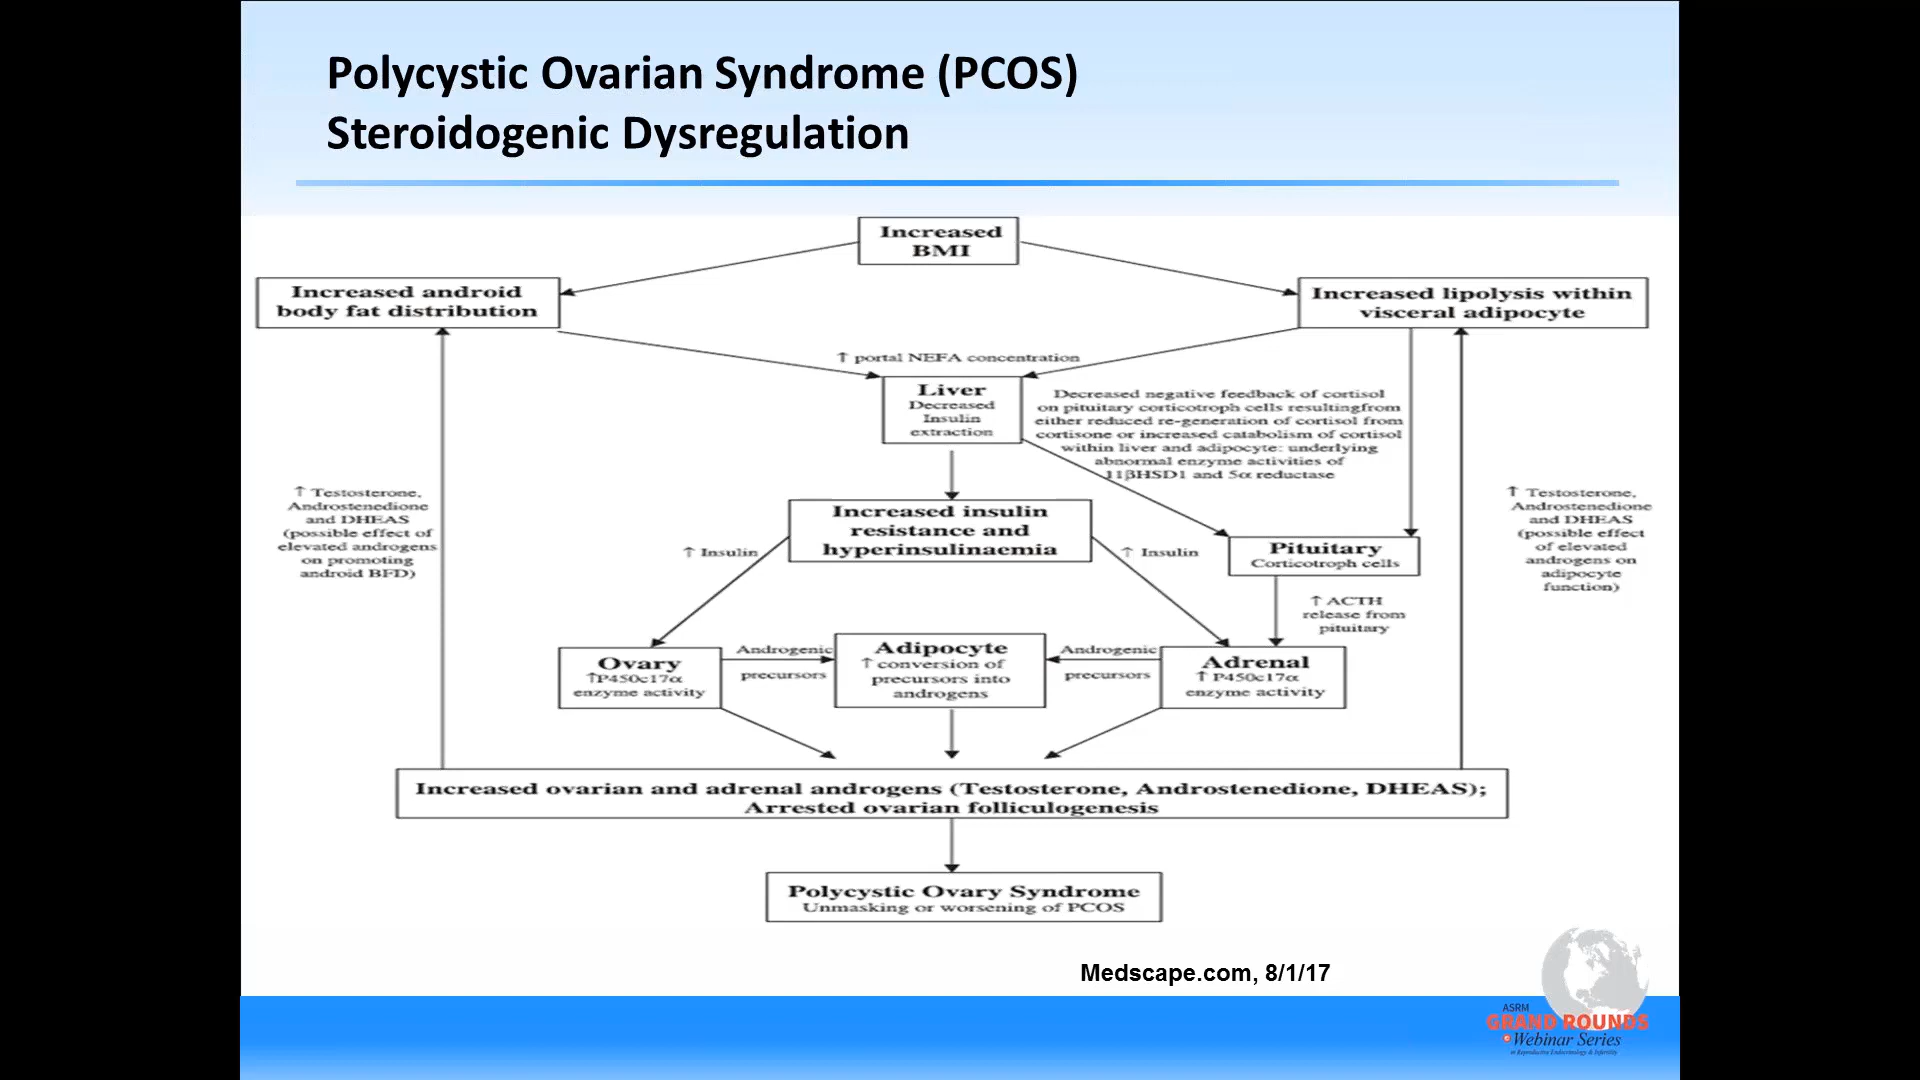 Polycystic Ovarian Syndrome (PCOS)
Steroidogenic Dysregulation
Increased
BMI
Increased android
body fat distribution
Increased lipolysis within
visceral adipocyte
↑ portal NEFA concentration
Liver
Decreased
Insulin
extraction
Decreased negative feedback of cortisol
on pituitary corticotroph cells resultingfrom
either reduced re-generation of cortisol from
cortisone or increased catabolism of cortisol
within liver and adipocyte: underlying
abnormal enzyme activities of
11βHSD1 and 5α reductase
↑ Testosterone,
Androstenedione
and DHEAS
(possible effect of
elevated androgens
on promoting
android BFD)
↑ Testosterone,
Androstenedione
and DHEAS
(possible effect
of elevated
androgens on
adipocyte
function)
Increased insulin
resistance and
hyperinsulinaemia
↑ Insulin
↑ Insulin
Pituitary
Corticotroph cells
↑ ACTH
release from
pituitary
Ovary
↑P450c17α
enzyme activity
Androgenic
precursors
Adipocyte
↑ conversion of
precursors into
androgens
Androgenic
precursors
Adrenal
↑ P450c17α
enzyme activity
Increased ovarian and adrenal androgens (Testosterone, Androstenedione, DHEAS);
Arrested ovarian folliculogenesis
Polycystic Ovary Syndrome
Unmasking or worsening of PCOS
Medscape.com, 8/1/17
ASRM
GRAND ROUNDS
Webinar Series
in Reproductive Endocrinology & Infertility